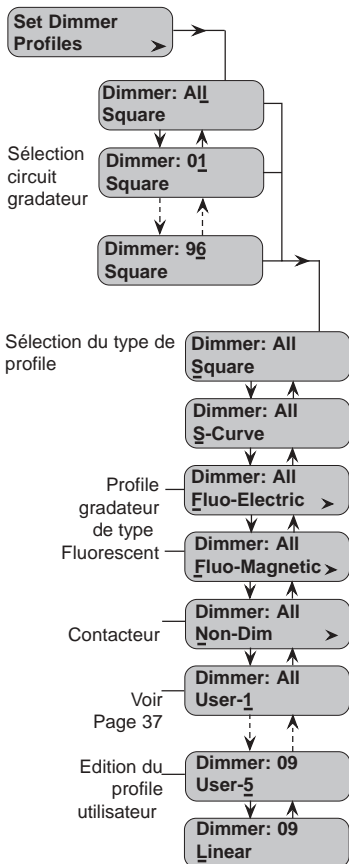 Set Dimmer
Profiles
Dimmer: All
Square
Sélection
circuit
gradateur
Dimmer: 01
Square
Dimmer: 96
Square
Sélection du type de
profile
Dimmer: All
Square
Dimmer: All
S-Curve
Profile
gradateur
de type
Fluorescent
Dimmer: All
Fluo-Electric
Dimmer: All
Fluo-Magnetic
Contacteur
Dimmer: All
Non-Dim
Voir
Page 37
Dimmer: All
User-1
Edition du
profile
utilisateur
Dimmer: 09
User-5
Dimmer: 09
Linear